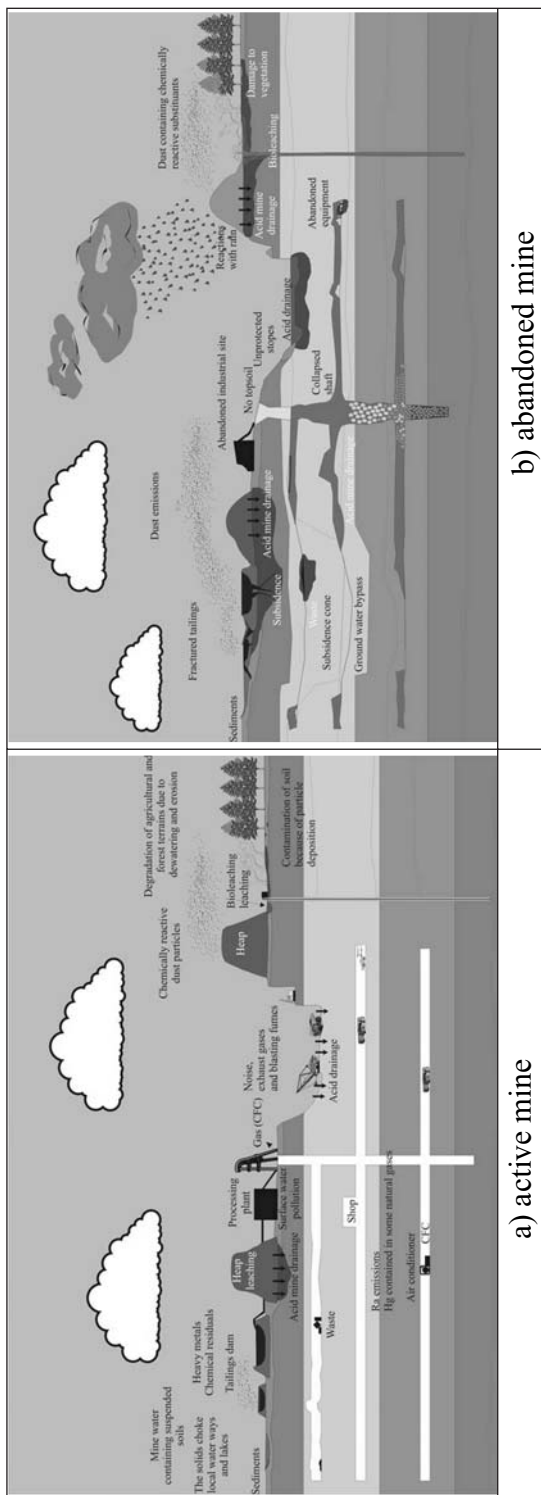 Mine water
containing suspended
soils
The solids choke
local water ways
and lakes
Sediments
Heavy metals
Chemical residuals
Tailings dam
Heap
leaching
Acid mine drainage
Processing
plant
Surface water
pollution
Gas (CFC)
Noise,
exhaust gases
and blasting fumes
Acid drainage
Chemically reactive
dust particles
Heap
Bioleaching
leaching
Degradation of agricultural and
forest terrains due to
dewatering and erosion
Contamination of soil
because of particle
deposition
Waste
Shop
Ra emissions
Hg contained in some natural gases
Air conditioner
CFC
a) active mine
Sediments
Fractured tailings
Dust emissions
Subsidence
Acid mine drainage
Abandoned industrial site
No topsoil
Unprotected
stopes
Acid drainage
Reactions
with rain
Acid mine
drainage
Dust containing chemically
reactive substituants
Bioleaching
Damage to
vegetation
Waste
Subsidence cone
Ground water bypass
Collapsed
shaft
Acid mine drainage
Abandoned
equipment
b) abandoned mine